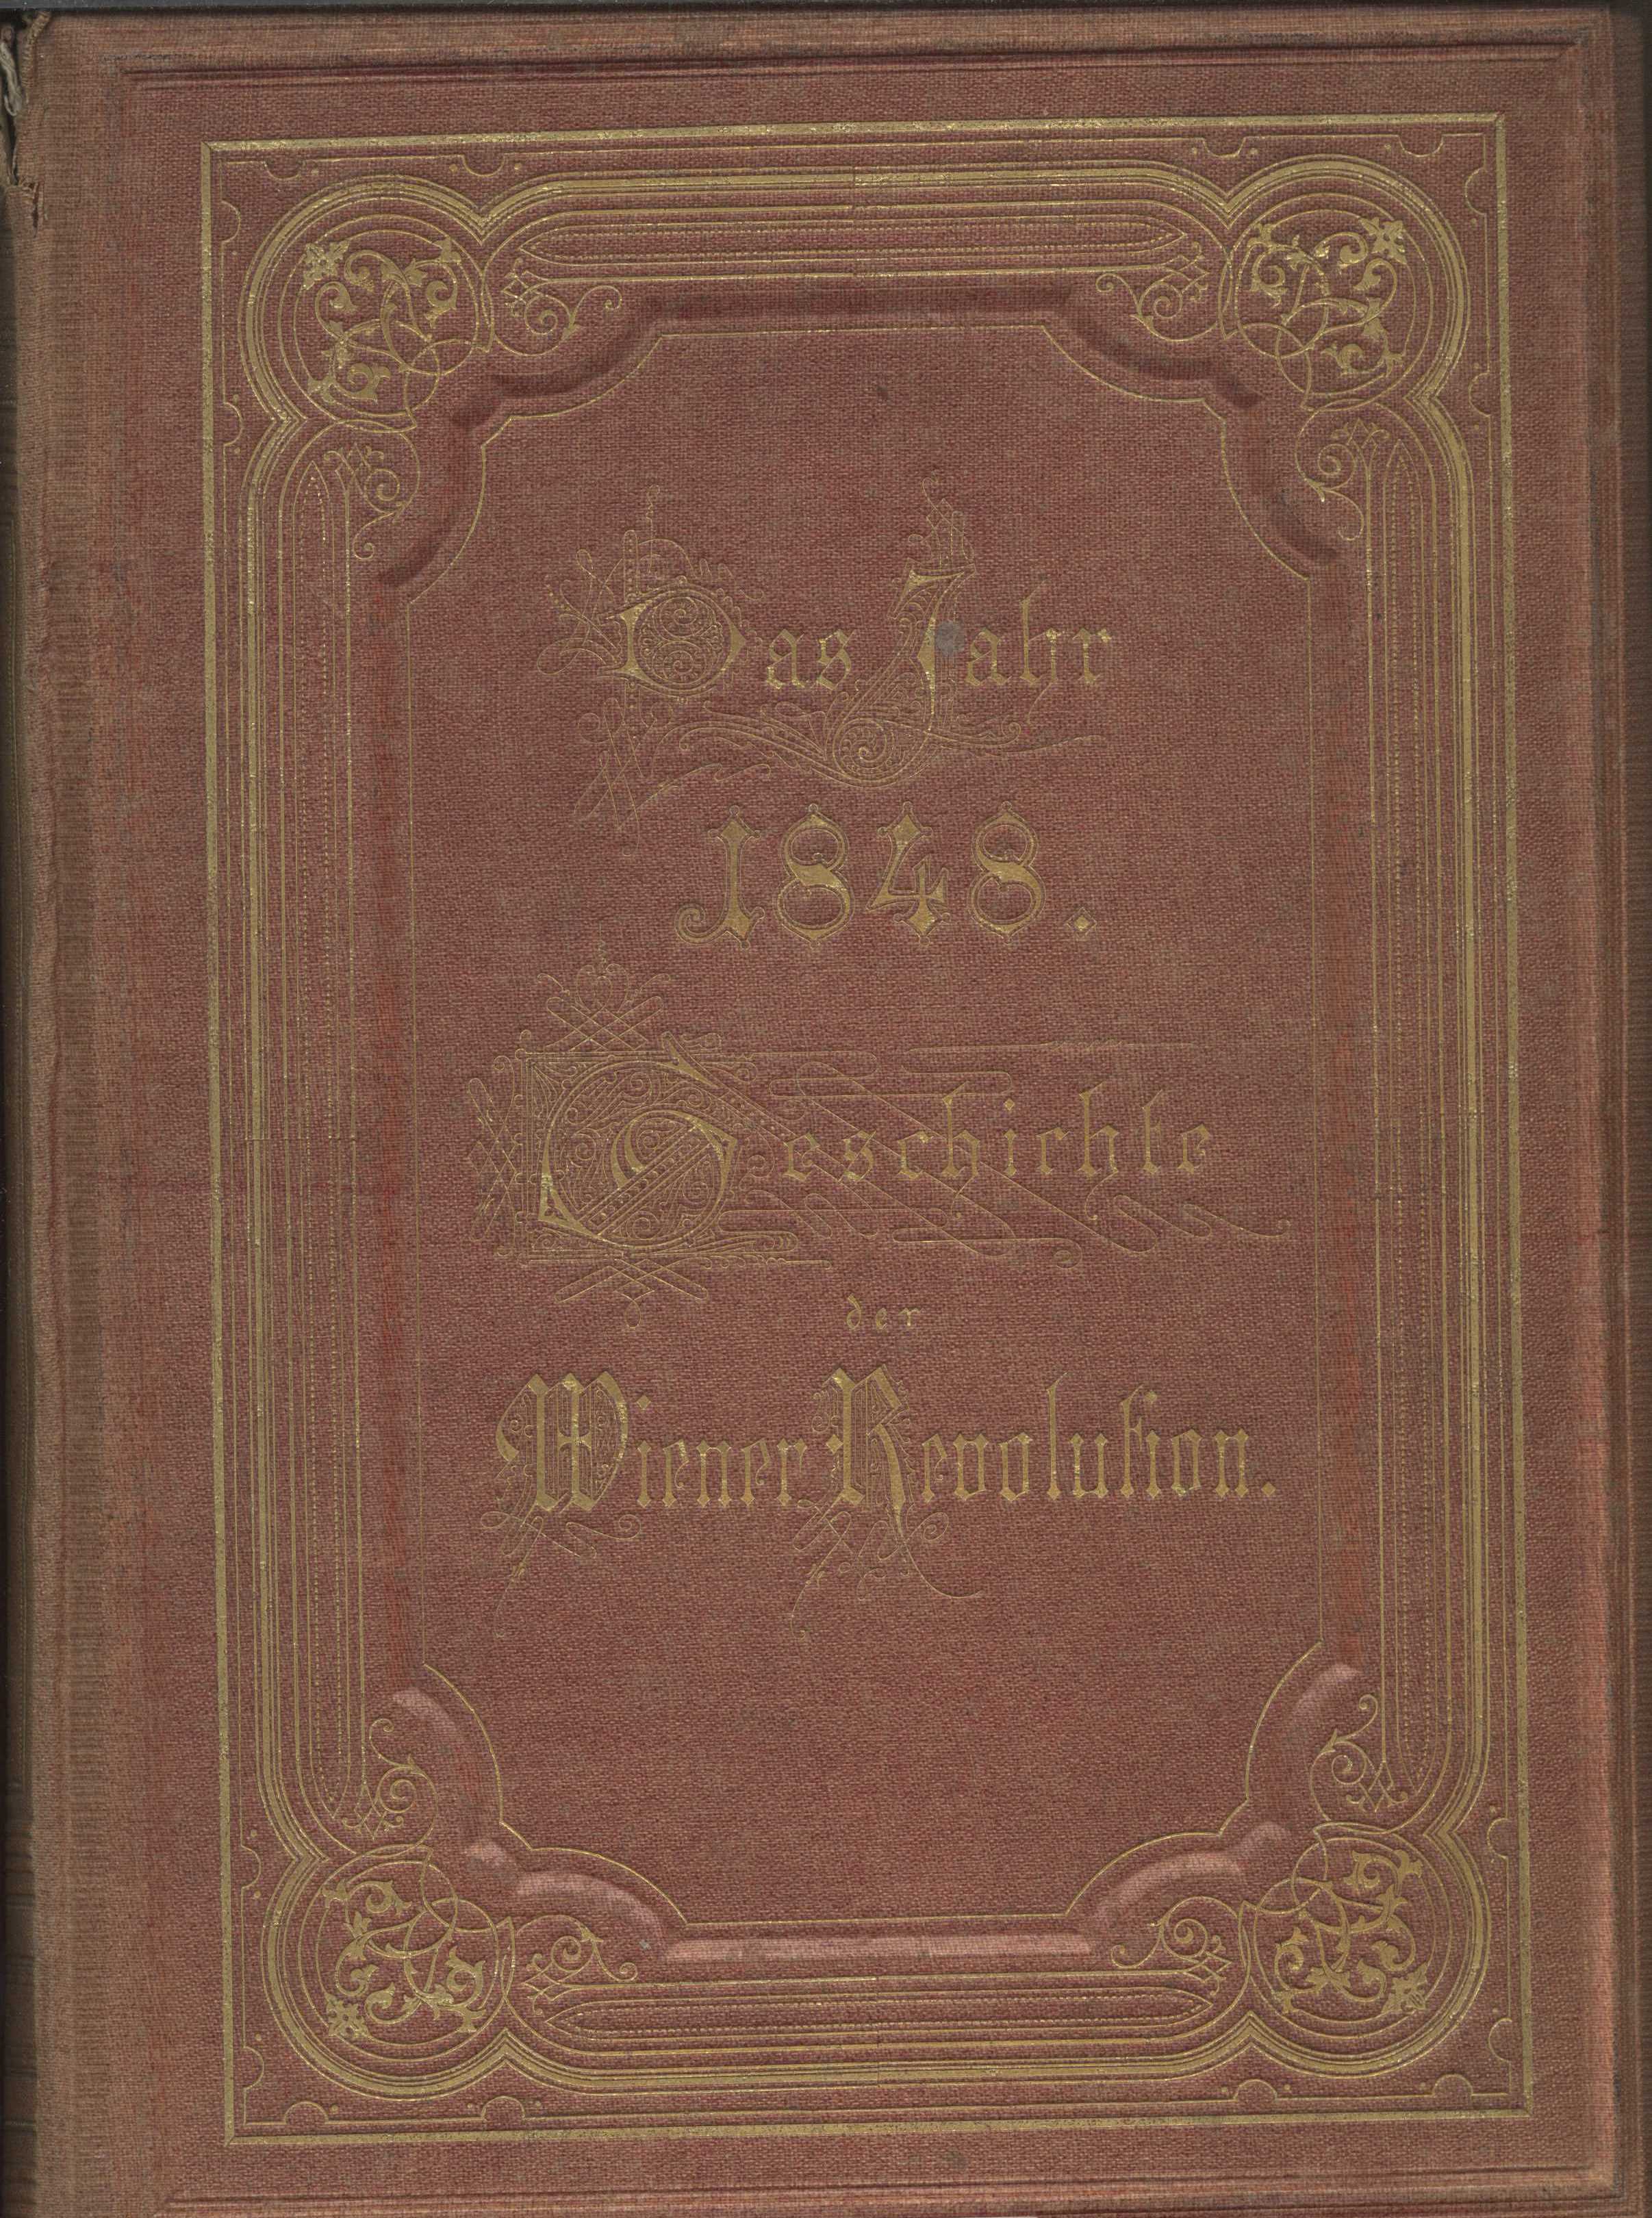 Das Jahr
1848.
Geschichte
der
Wiener Revolution.